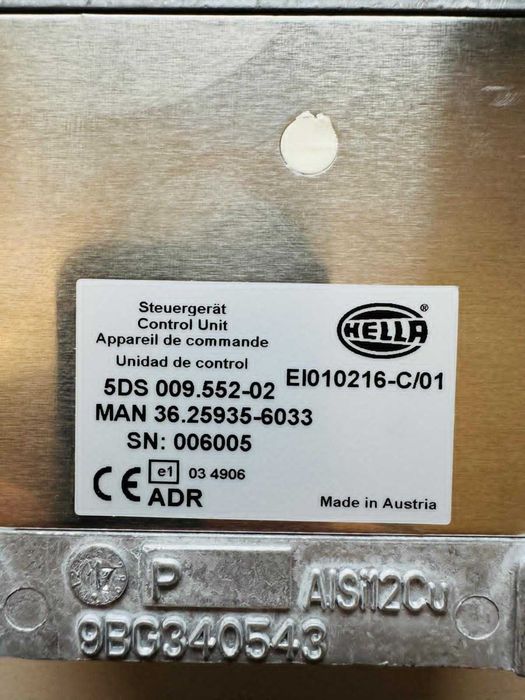 Steuergerät
Control Unit
Appareil de commande
Unidad de control
HELLA ®
5DS 009.552-02
EI010216-C/01
MAN 36.25935-6033
SN: 006005
CE e1 03 4906
ADR
Made in Austria
17
P
AlSi12Cu
9BG340543